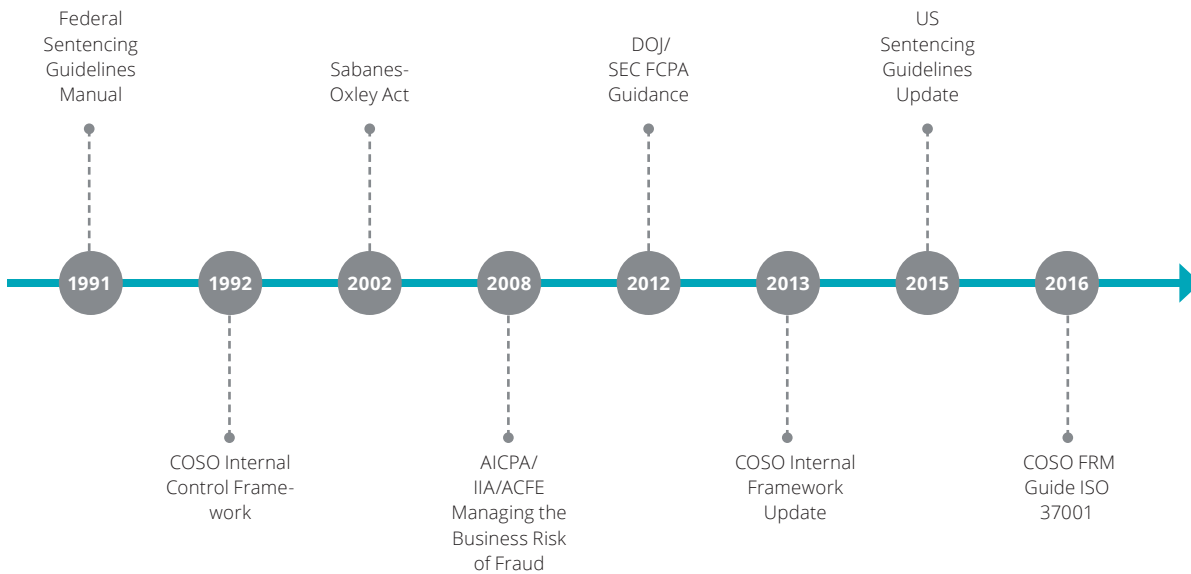 Federal
Sentencing
Guidelines
Manual
Sabanes-
Oxley Act
DOJ/
SEC FCPA
Guidance
US
Sentencing
Guidelines
Update
1991
1992
2002
2008
2012
2013
2015
2016
COSO Internal
Control Frame-
work
AICPA/
IIA/ACFE
Managing the
Business Risk
of Fraud
COSO Internal
Framework
Update
COSO FRM
Guide ISO
37001